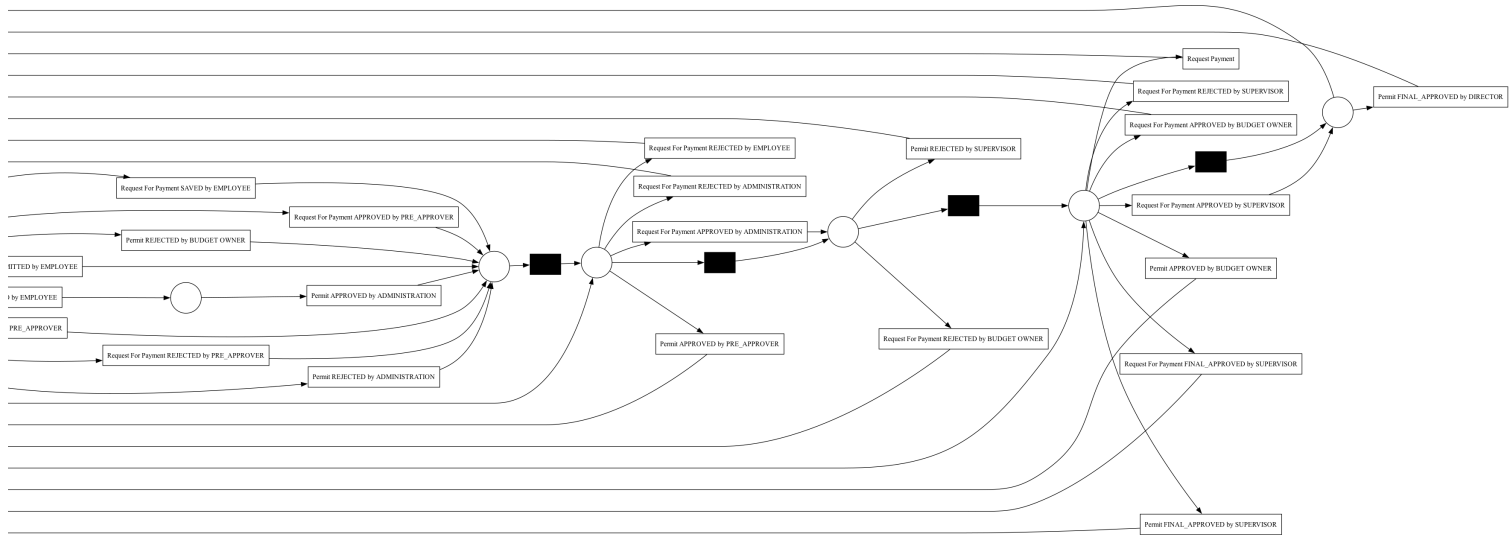 Request Payment
Request For Payment REJECTED by SUPERVISOR
Permit FINAL_APPROVED by DIRECTOR
Request For Payment APPROVED by BUDGET OWNER
Request For Payment REJECTED by EMPLOYEE
Permit REJECTED by SUPERVISOR
Request For Payment SAVED by EMPLOYEE
Request For Payment REJECTED by ADMINISTRATION
Request For Payment APPROVED by SUPERVISOR
Request For Payment APPROVED by PRE_APPROVER
Request For Payment APPROVED by ADMINISTRATION
Permit REJECTED by BUDGET OWNER
MITTED by EMPLOYEE
Permit APPROVED by BUDGET OWNER
by EMPLOYEE
Permit APPROVED by ADMINISTRATION
PRE_APPROVER
Permit APPROVED by PRE_APPROVER
Request For Payment REJECTED by BUDGET OWNER
Request For Payment REJECTED by PRE_APPROVER
Request For Payment FINAL_APPROVED by SUPERVISOR
Permit REJECTED by ADMINISTRATION
Permit FINAL_APPROVED by SUPERVISOR